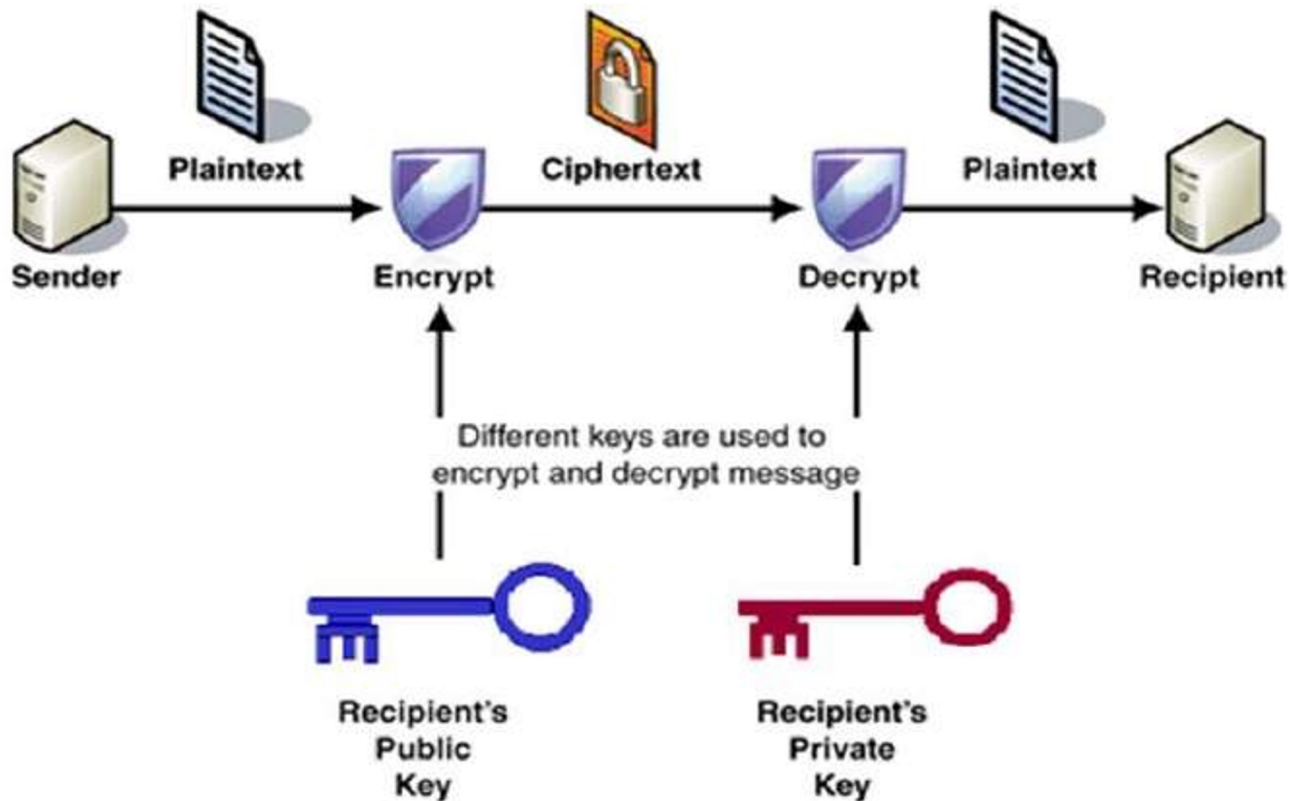 Plaintext
Ciphertext
Plaintext
Sender
Encrypt
Decrypt
Recipient
Different keys are used to
encrypt and decrypt message
Recipient's
Public
Key
Recipient's
Private
Key